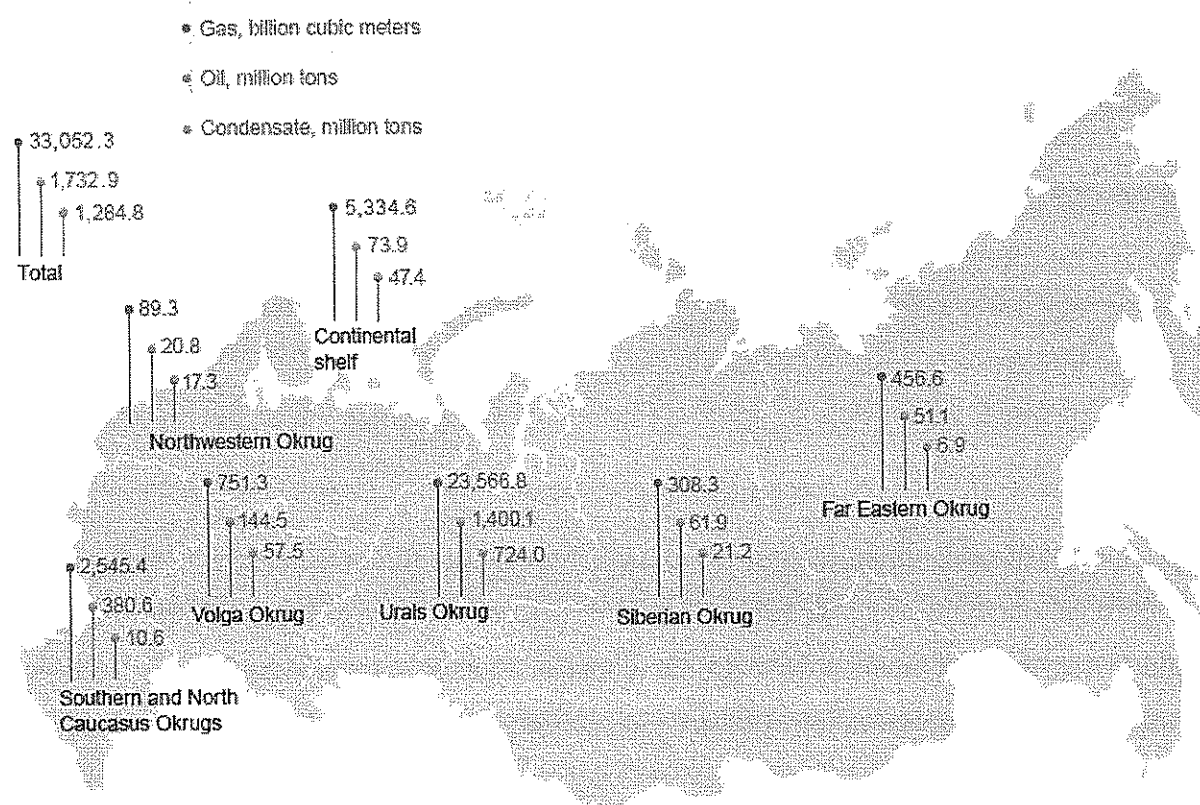 Gas, billion cubic meters
Oil, million tons
Condensate, million tons
33,052.3
1,732.9
1,284.8
Total
5,334.6
73.9
47.4
Continental
shelf
89.3
20.8
17.3
Northwestern Okrug
456.6
51.1
6.9
Far Eastern Okrug
751.3
144.5
57.5
Volga Okrug
23,566.8
1,400.1
724.0
Urals Okrug
308.3
61.9
21.2
Siberian Okrug
2,545.4
380.6
10.6
Southern and North
Caucasus Okrugs